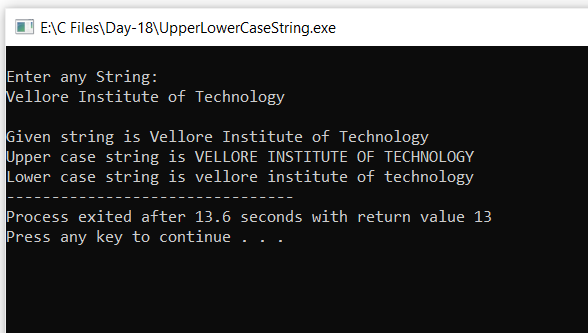 E:\C Files\Day-18\UpperLowerCaseString.exe
Enter any String:
Vellore Institute of Technology
Given string is Vellore Institute of Technology
Upper case string is VELLORE INSTITUTE OF TECHNOLOGY
Lower case string is vellore institute of technology
--------------------------------
Process exited after 13.6 seconds with return value 13
Press any key to continue . . .